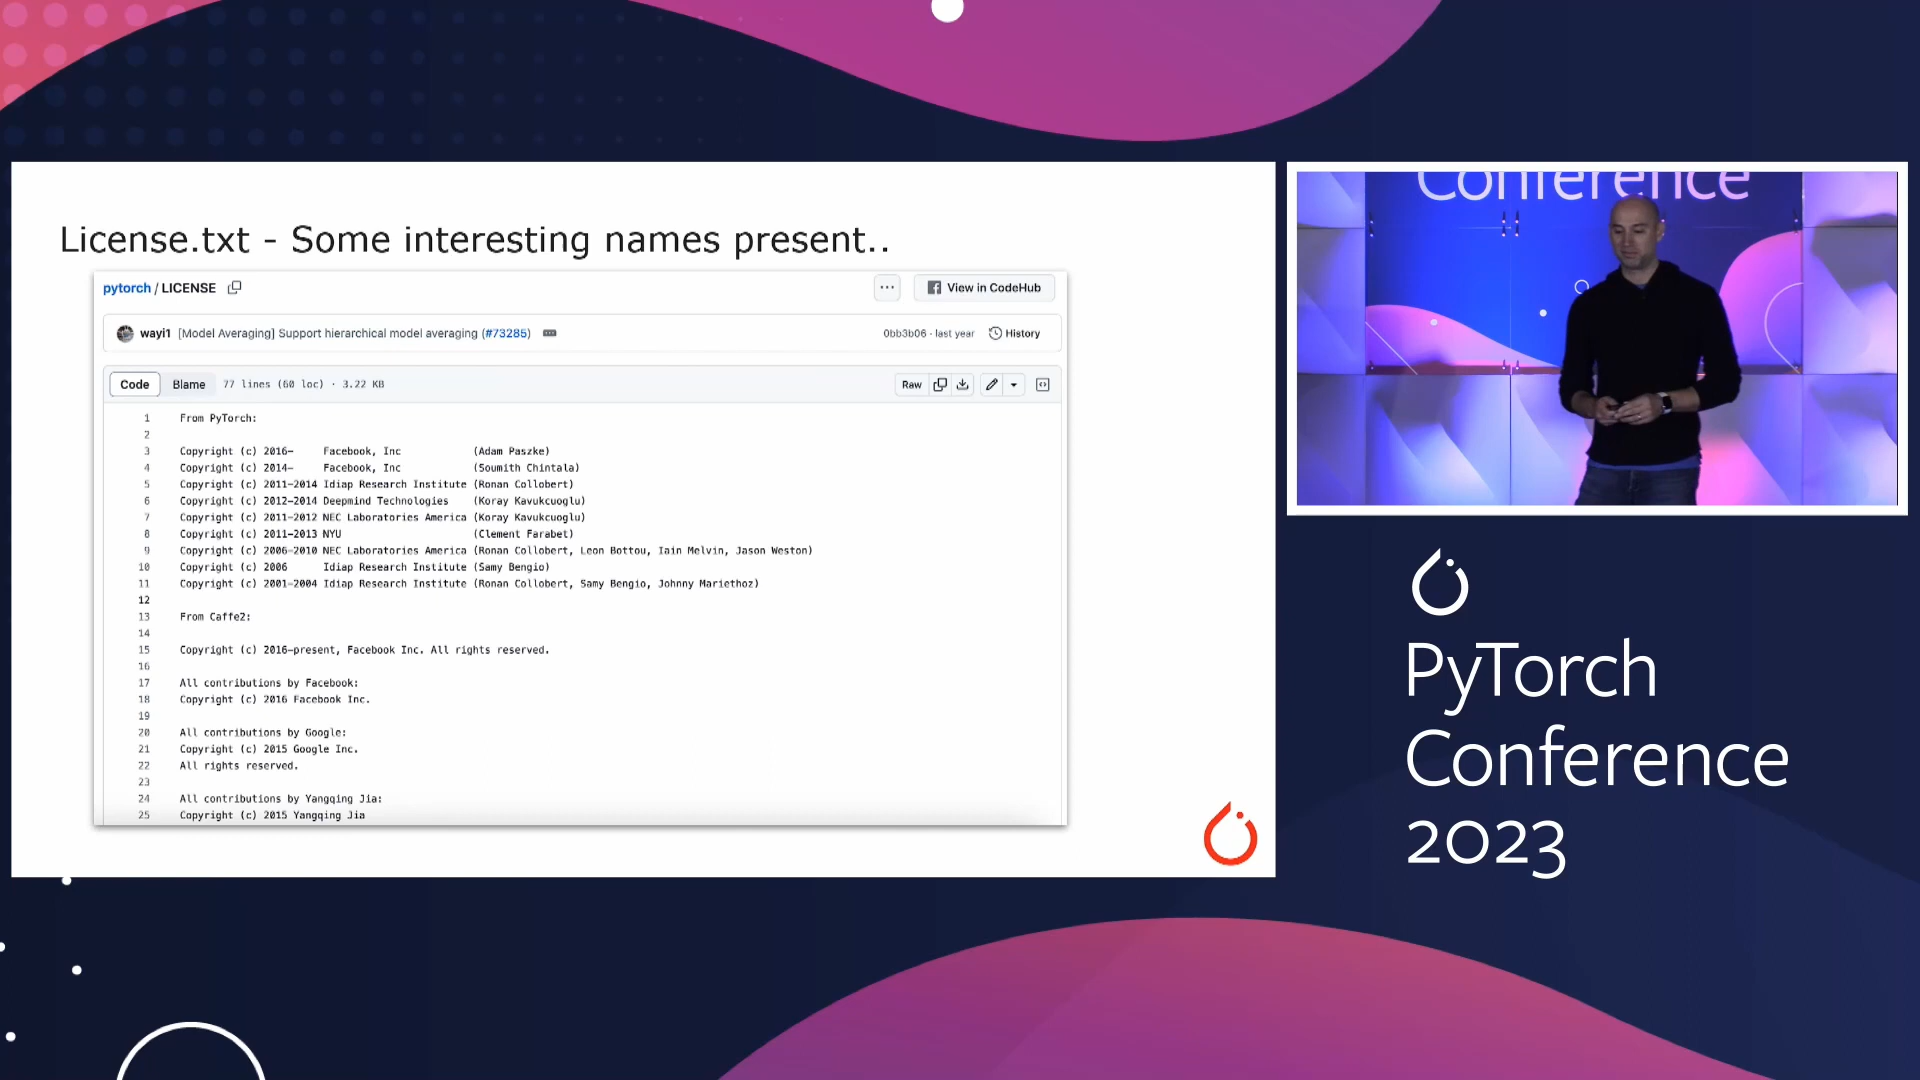 License.txt - Some interesting names present..
pytorch / LICENSE
... View in CodeHub
wayi1 [Model Averaging] Support hierarchical model averaging (#73285) 0bb3b06 · last year History
Code Blame 77 lines (60 loc) · 3.22 KB Raw
1 From PyTorch:
2
3 Copyright (c) 2016- Facebook, Inc (Adam Paszke)
4 Copyright (c) 2014- Facebook, Inc (Soumith Chintala)
5 Copyright (c) 2011-2014 Idiap Research Institute (Ronan Collobert)
6 Copyright (c) 2012-2014 Deepmind Technologies (Koray Kavukcuoglu)
7 Copyright (c) 2011-2012 NEC Laboratories America (Koray Kavukcuoglu)
8 Copyright (c) 2011-2013 NYU (Clement Farabet)
9 Copyright (c) 2006-2010 NEC Laboratories America (Ronan Collobert, Leon Bottou, Iain Melvin, Jason Weston)
10 Copyright (c) 2006 Idiap Research Institute (Samy Bengio)
11 Copyright (c) 2001-2004 Idiap Research Institute (Ronan Collobert, Samy Bengio, Johnny Mariethoz)
12
13 From Caffe2:
14
15 Copyright (c) 2016-present, Facebook Inc. All rights reserved.
16
17 All contributions by Facebook:
18 Copyright (c) 2016 Facebook Inc.
19
20 All contributions by Google:
21 Copyright (c) 2015 Google Inc.
22 All rights reserved.
23
24 All contributions by Yangqing Jia:
25 Copyright (c) 2015 Yangqing Jia
Conference
PyTorch
Conference
2023